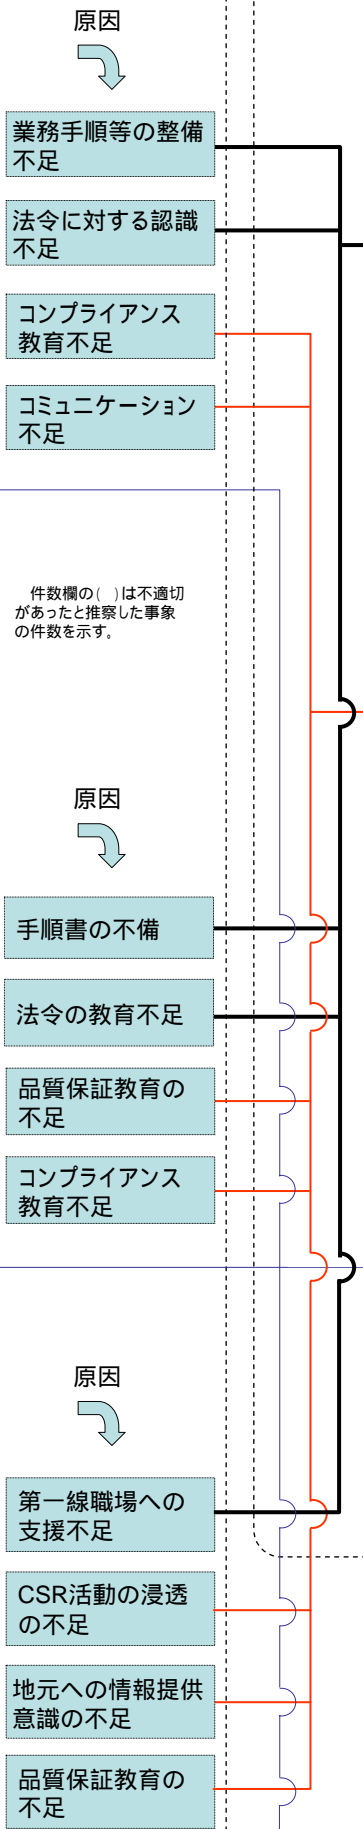 原因
業務手順等の整備
不足
法令に対する認識
不足
コンプライアンス
教育不足
コミュニケーション
不足
件数欄の(　)は不適切
があったと推察した事象
の件数を示す。
原因
手順書の不備
法令の教育不足
品質保証教育の
不足
コンプライアンス
教育不足
原因
第一線職場への
支援不足
CSR活動の浸透
の不足
地元への情報提供
意識の不足
品質保証教育の
不足